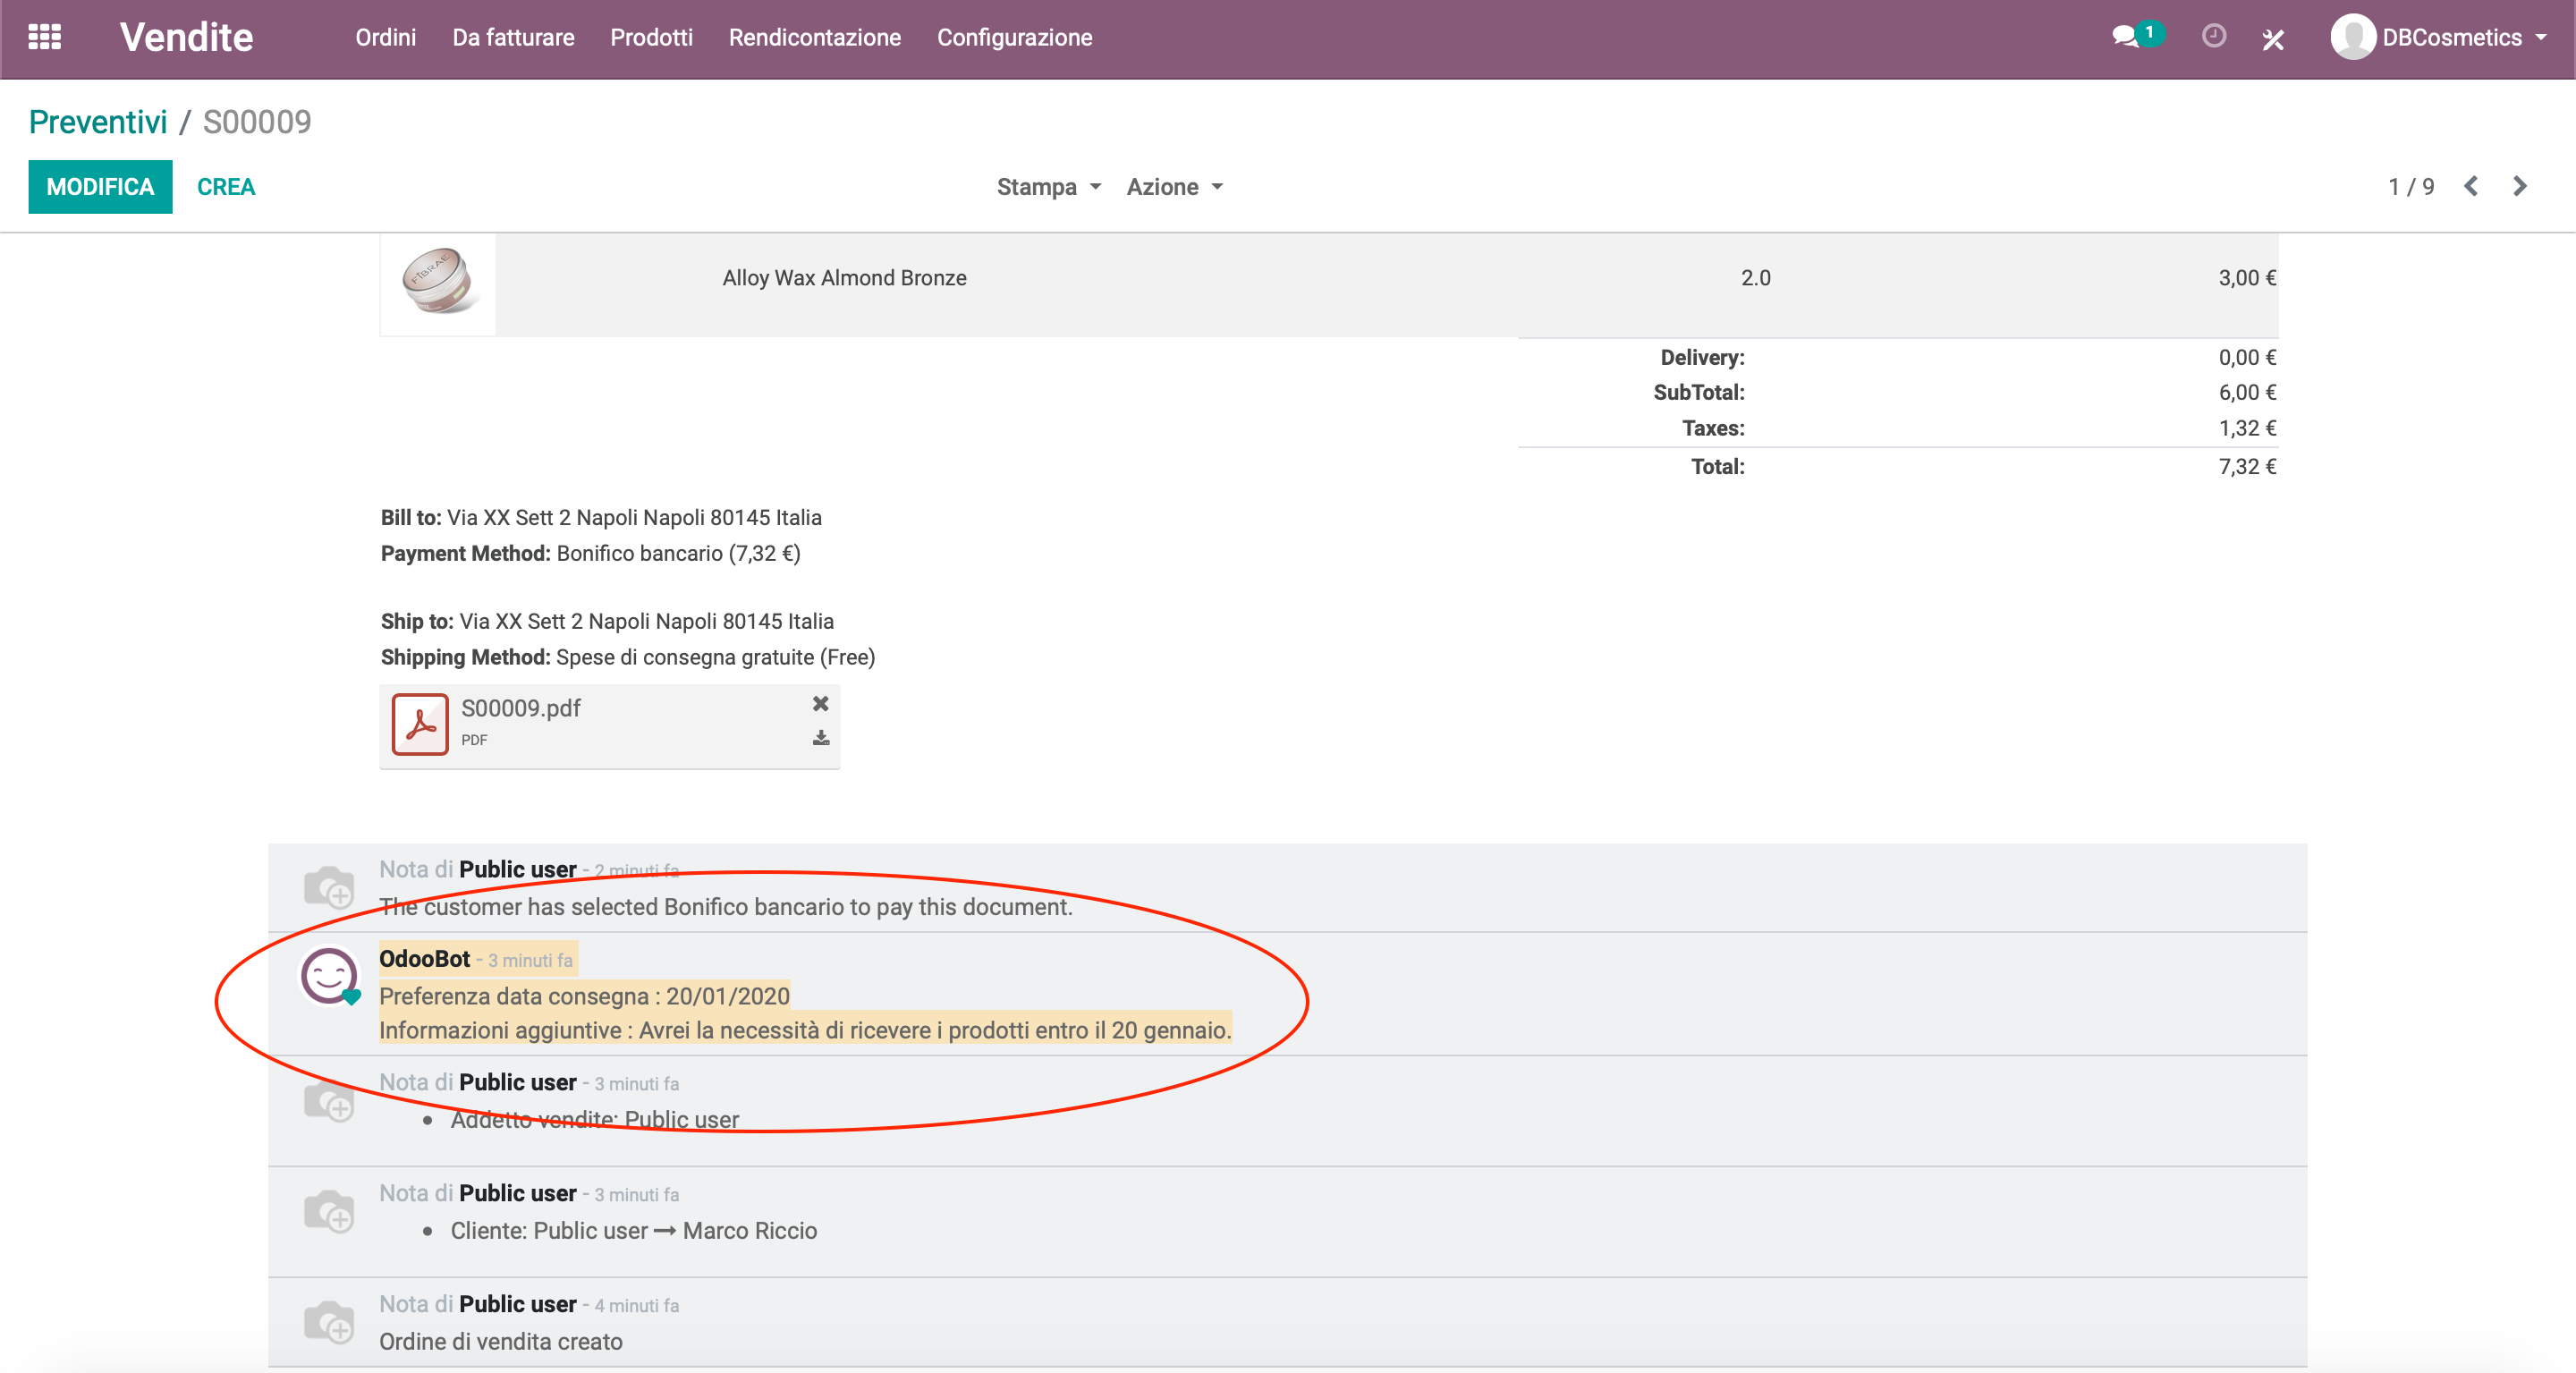 Vendite Ordini Da fatturare Prodotti Rendicontazione Configurazione 1 DBCosmetics
Preventivi / S00009
MODIFICA CREA Stampa Azione 1 / 9
FIBRAE
Alloy Wax Almond Bronze 2.0 3,00 €
Delivery: 0,00 €
SubTotal: 6,00 €
Taxes: 1,32 €
Total: 7,32 €
Bill to: Via XX Sett 2 Napoli Napoli 80145 Italia
Payment Method: Bonifico bancario (7,32 €)
Ship to: Via XX Sett 2 Napoli Napoli 80145 Italia
Shipping Method: Spese di consegna gratuite (Free)
S00009.pdf
PDF
Nota di Public user - 2 minuti fa
The customer has selected Bonifico bancario to pay this document.
OdooBot - 3 minuti fa
Preferenza data consegna : 20/01/2020
Informazioni aggiuntive : Avrei la necessità di ricevere i prodotti entro il 20 gennaio.
Nota di Public user - 3 minuti fa
• Addetto vendite: Public user
Nota di Public user - 3 minuti fa
• Cliente: Public user → Marco Riccio
Nota di Public user - 4 minuti fa
Ordine di vendita creato